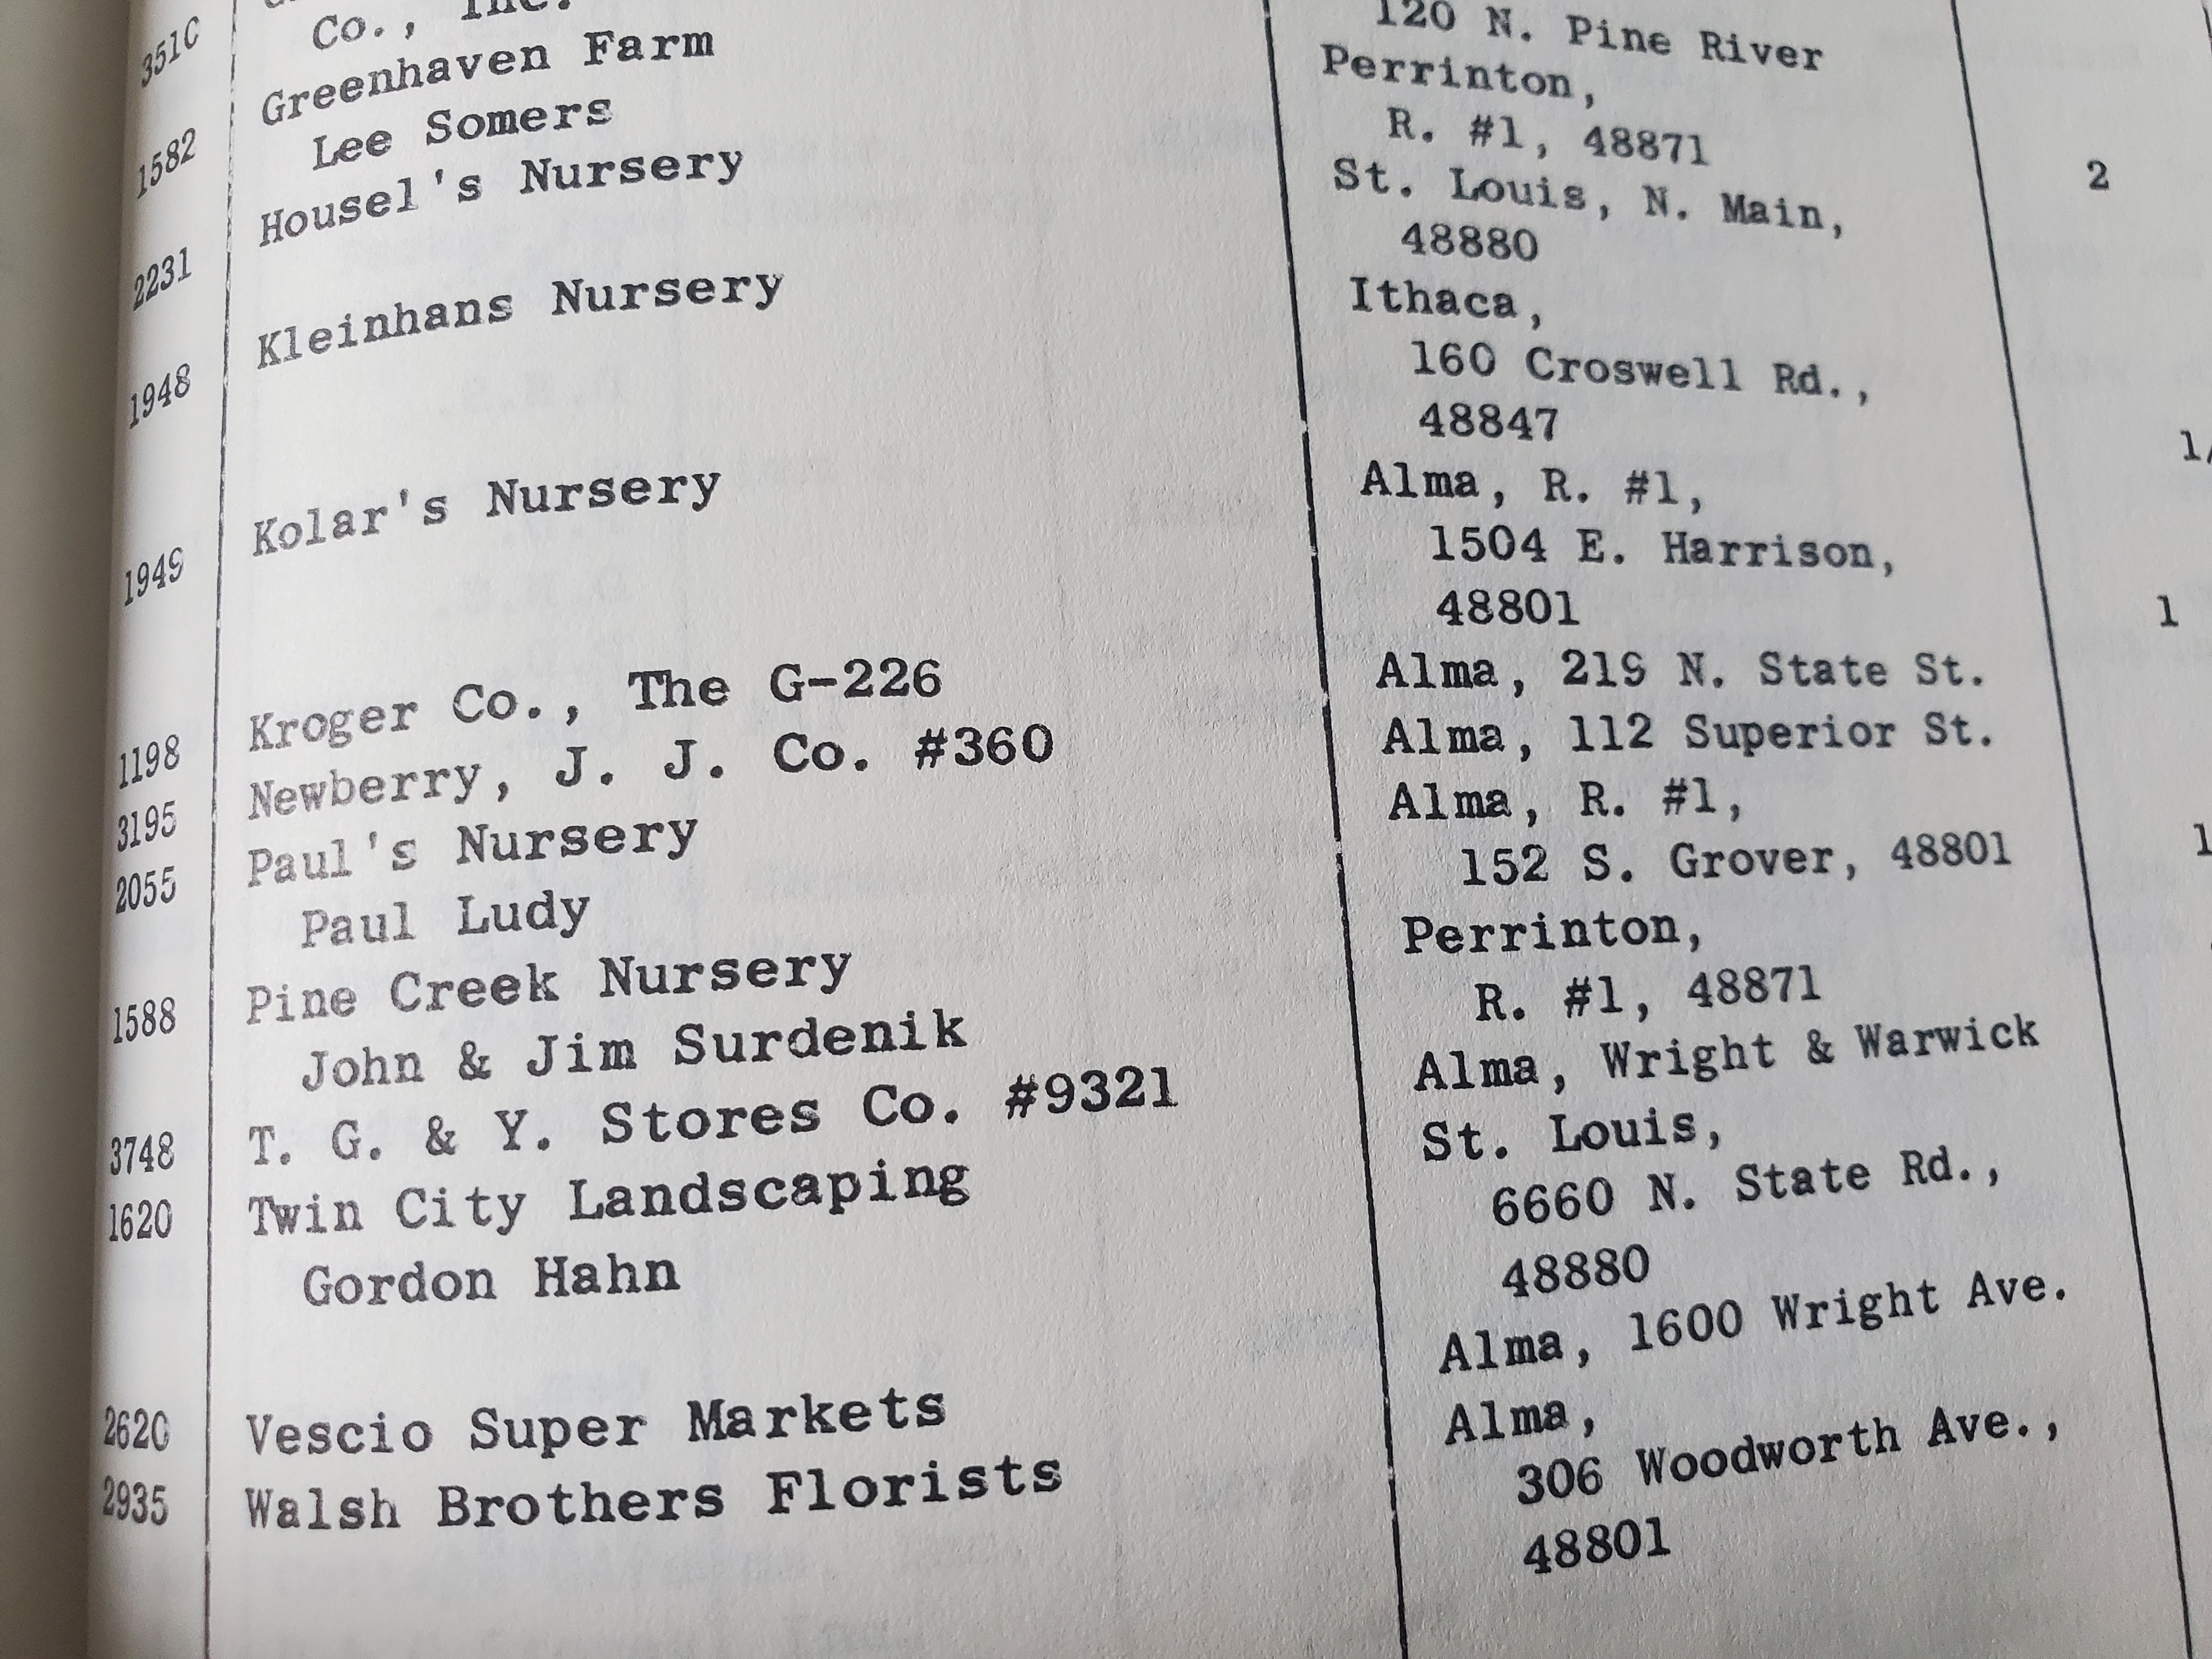 351C Co., Inc. 120 N. Pine River
1582 Greenhaven Farm Perrinton,
Lee Somers R. #1, 48871
2231 Housel's Nursery St. Louis, N. Main, 2
48880
1948 Kleinhans Nursery Ithaca,
160 Croswell Rd.,
48847 1/
1949 Kolar's Nursery Alma, R. #1,
1504 E. Harrison,
48801 1
1198 Kroger Co., The G-226 Alma, 219 N. State St.
3195 Newberry, J. J. Co. #360 Alma, 112 Superior St.
2055 Paul's Nursery Alma, R. #1,
Paul Ludy 152 S. Grover, 48801 1
1588 Pine Creek Nursery Perrinton,
John & Jim Surdenik R. #1, 48871
3748 T. G. & Y. Stores Co. #9321 Alma, Wright & Warwick
1620 Twin City Landscaping St. Louis,
Gordon Hahn 6660 N. State Rd.,
48880
2620 Vescio Super Markets Alma, 1600 Wright Ave.
2935 Walsh Brothers Florists Alma,
306 Woodworth Ave.,
48801